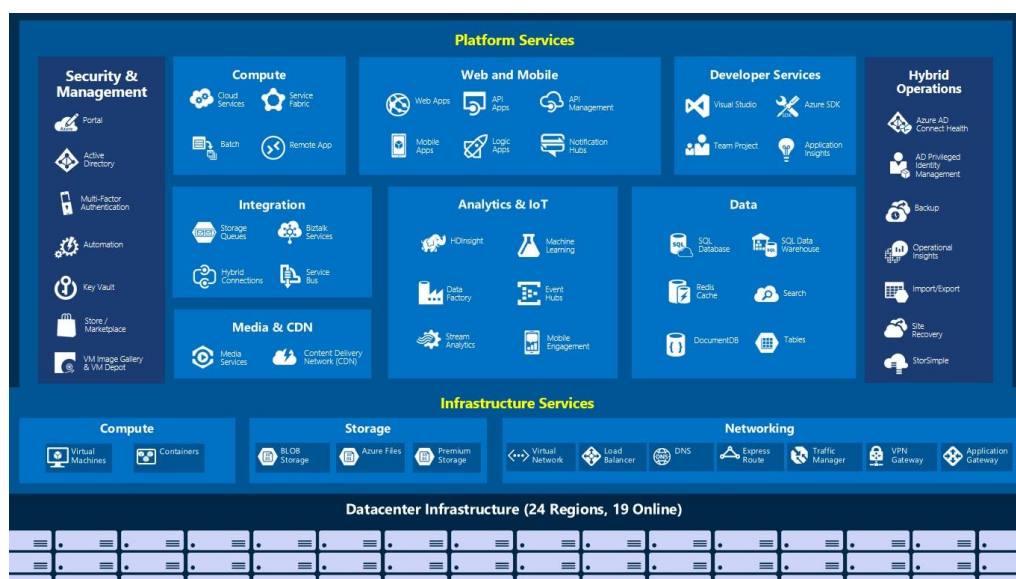 Platform Services
Security &
Management
Portal
Active
Directory
Multi-Factor
Authentication
Automation
Key Vault
Store /
Marketplace
VM Image Gallery
& VM Depot
Compute
Cloud
Services
Service
Fabric
Batch
Remote App
Web and Mobile
Web Apps
API
Apps
API
Management
Mobile
Apps
Logic
Apps
Notification
Hubs
Developer Services
Visual Studio
Azure SDK
Team Project
Application
Insights
Hybrid
Operations
Azure AD
Connect Health
AD Privileged
Identity
Management
Backup
Operational
Insights
Import/Export
Site
Recovery
StorSimple
Integration
Storage
Queues
Biztalk
Services
Hybrid
Connections
Service
Bus
Analytics & IoT
HDInsight
Machine
Learning
Data
Factory
Event
Hubs
Stream
Analytics
Mobile
Engagement
Data
SQL
SQL
Database
SQL
SQL Data
Warehouse
Redis
Cache
Search
DocumentDB
Tables
Media & CDN
Media
Services
Content Delivery
Network (CDN)
Infrastructure Services
Compute
Virtual
Machines
Containers
Storage
BLOB
Storage
Azure Files
Premium
Storage
Networking
Virtual
Network
Load
Balancer
DNS
DNS
Express
Route
Traffic
Manager
VPN
Gateway
Application
Gateway
Datacenter Infrastructure (24 Regions, 19 Online)